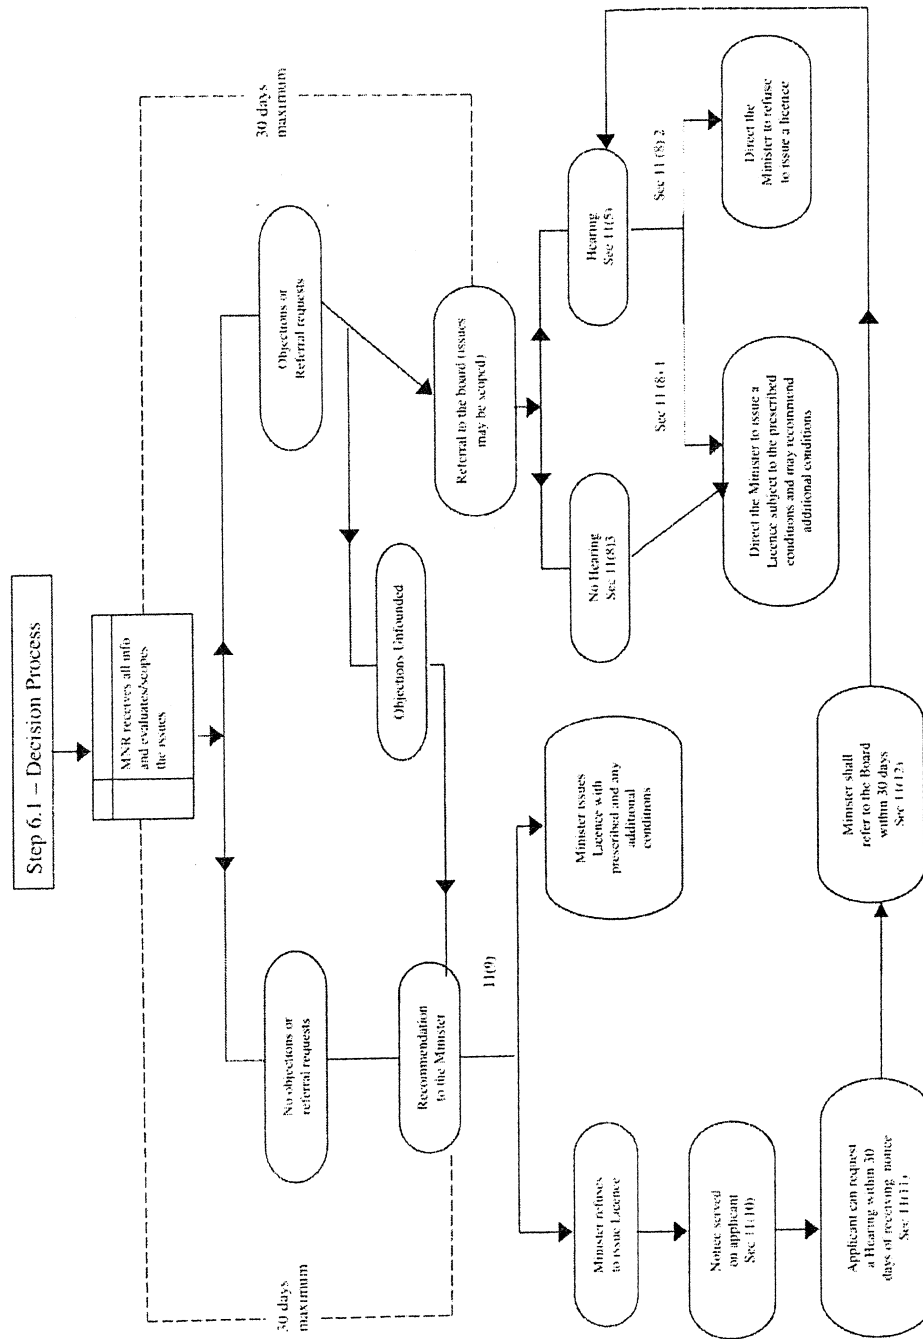 Step 6.1 – Decision Process
MNR receives all info
and evaluates/scopes
the issues
30 days
maximum
30 days
maximum
No objections or
referral requests
Objections or
Referral requests
Recommendation
to the Minister
Objections Unfounded
Referral to the board (issues
may be scoped)
11(9)
Minister refuses
to issue Licence
Minister issues
Licence with
prescribed and any
additional
conditions
No Hearing
Sec 11(8)3
Hearing
Sec 11(5)
Sec 11 (8) 1
Sec 11 (8) 2
Notice served
on applicant
Sec 11(10)
Direct the Minister to issue a
Licence subject to the prescribed
conditions and may recommend
additional conditions
Direct the
Minister to refuse
to issue a licence
Applicant can request
a Hearing within 30
days of receiving notice
Sec 11(11)
Minister shall
refer to the Board
within 30 days
Sec 11(12)